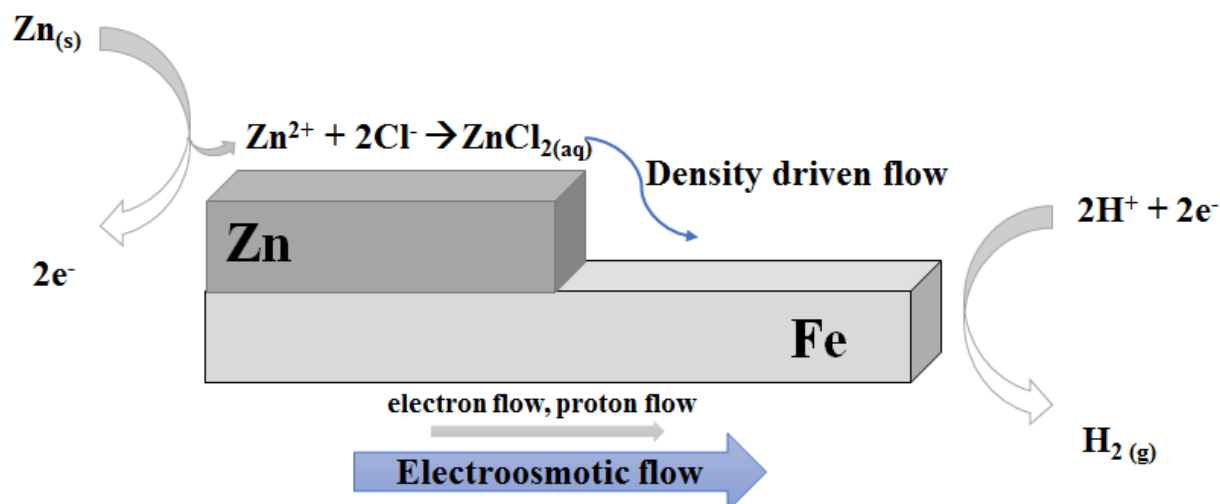 Zn(s)
Zn²⁺ + 2Cl⁻ →ZnCl₂(aq)
Density driven flow
2H⁺ + 2e⁻
Zn
2e⁻
Fe
electron flow, proton flow
H₂ (g)
Electroosmotic flow